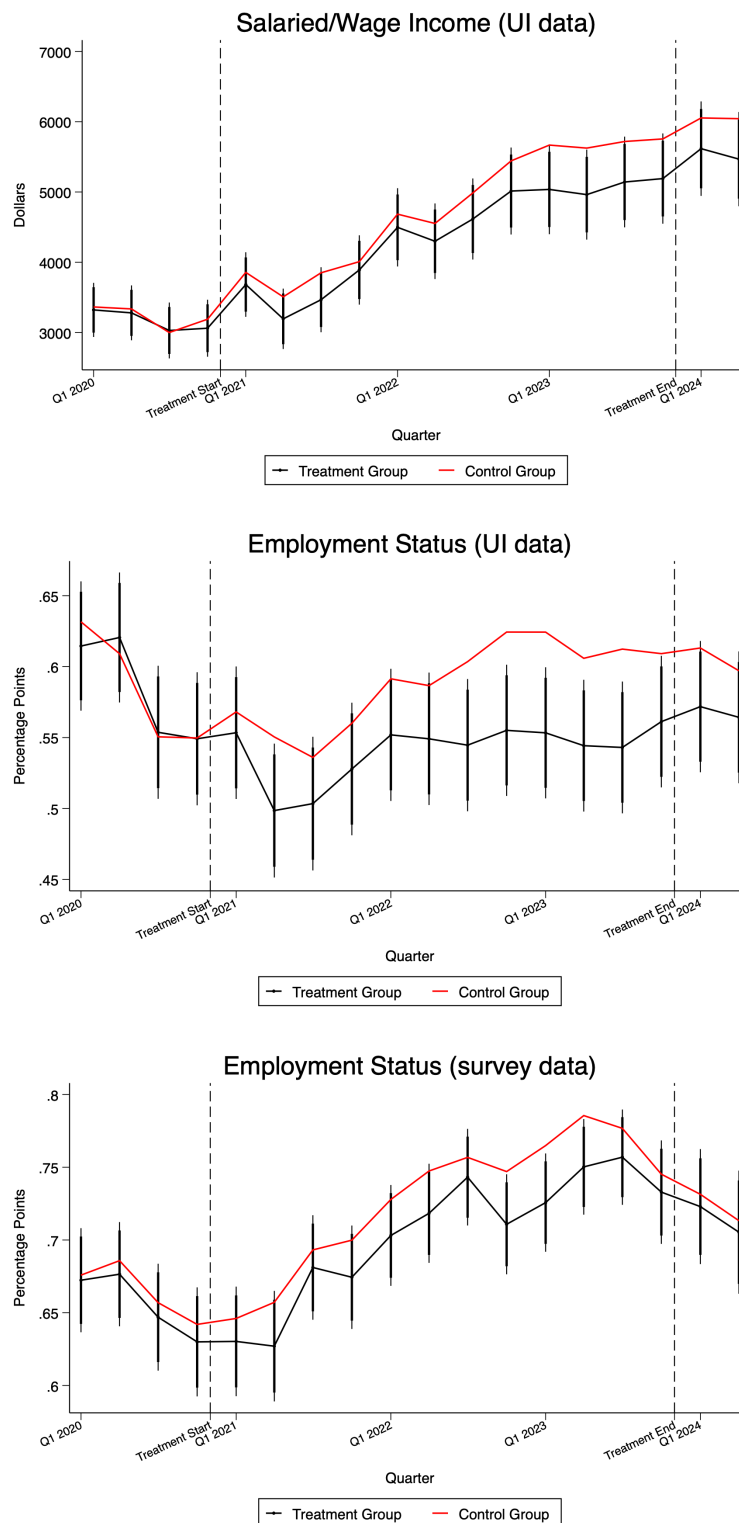 Salaried/Wage Income (UI data)
7000
6000
5000
4000
3000
Dollars
Q1 2020
Treatment Start
Q1 2021
Q1 2022
Q1 2023
Treatment End
Q1 2024
Quarter
Treatment Group Control Group
Employment Status (UI data)
.65
.6
.55
.5
.45
Percentage Points
Q1 2020
Treatment Start
Q1 2021
Q1 2022
Q1 2023
Treatment End
Q1 2024
Quarter
Treatment Group Control Group
Employment Status (survey data)
.8
.75
.7
.65
.6
Percentage Points
Q1 2020
Treatment Start
Q1 2021
Q1 2022
Q1 2023
Treatment End
Q1 2024
Quarter
Treatment Group Control Group